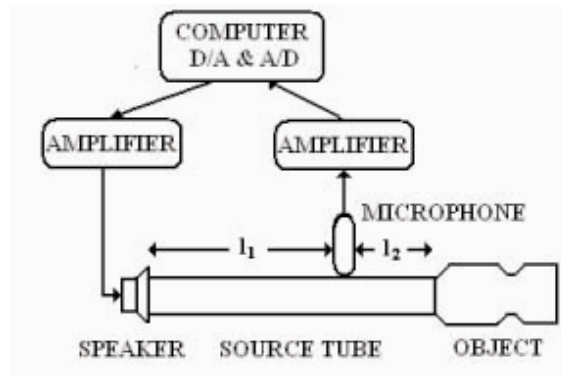 COMPUTER
D/A & A/D
AMPLIFIER
AMPLIFIER
MICROPHONE
l₁
l₂
SPEAKER
SOURCE TUBE
OBJECT